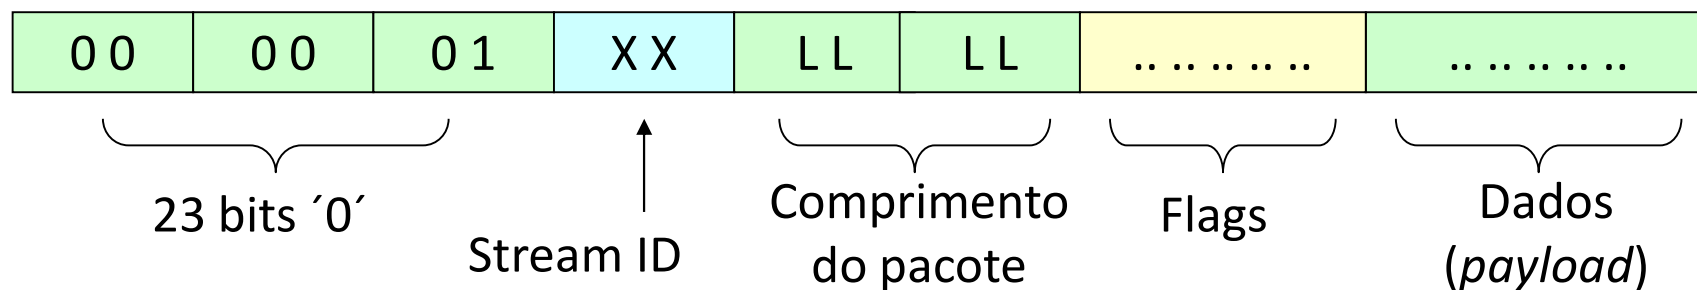 0 0 0 0 0 1 X X L L L L .. .. .. .. .. .. .. .. .. ..
23 bits ´0´
Stream ID
Comprimento
do pacote
Flags
Dados
(payload)